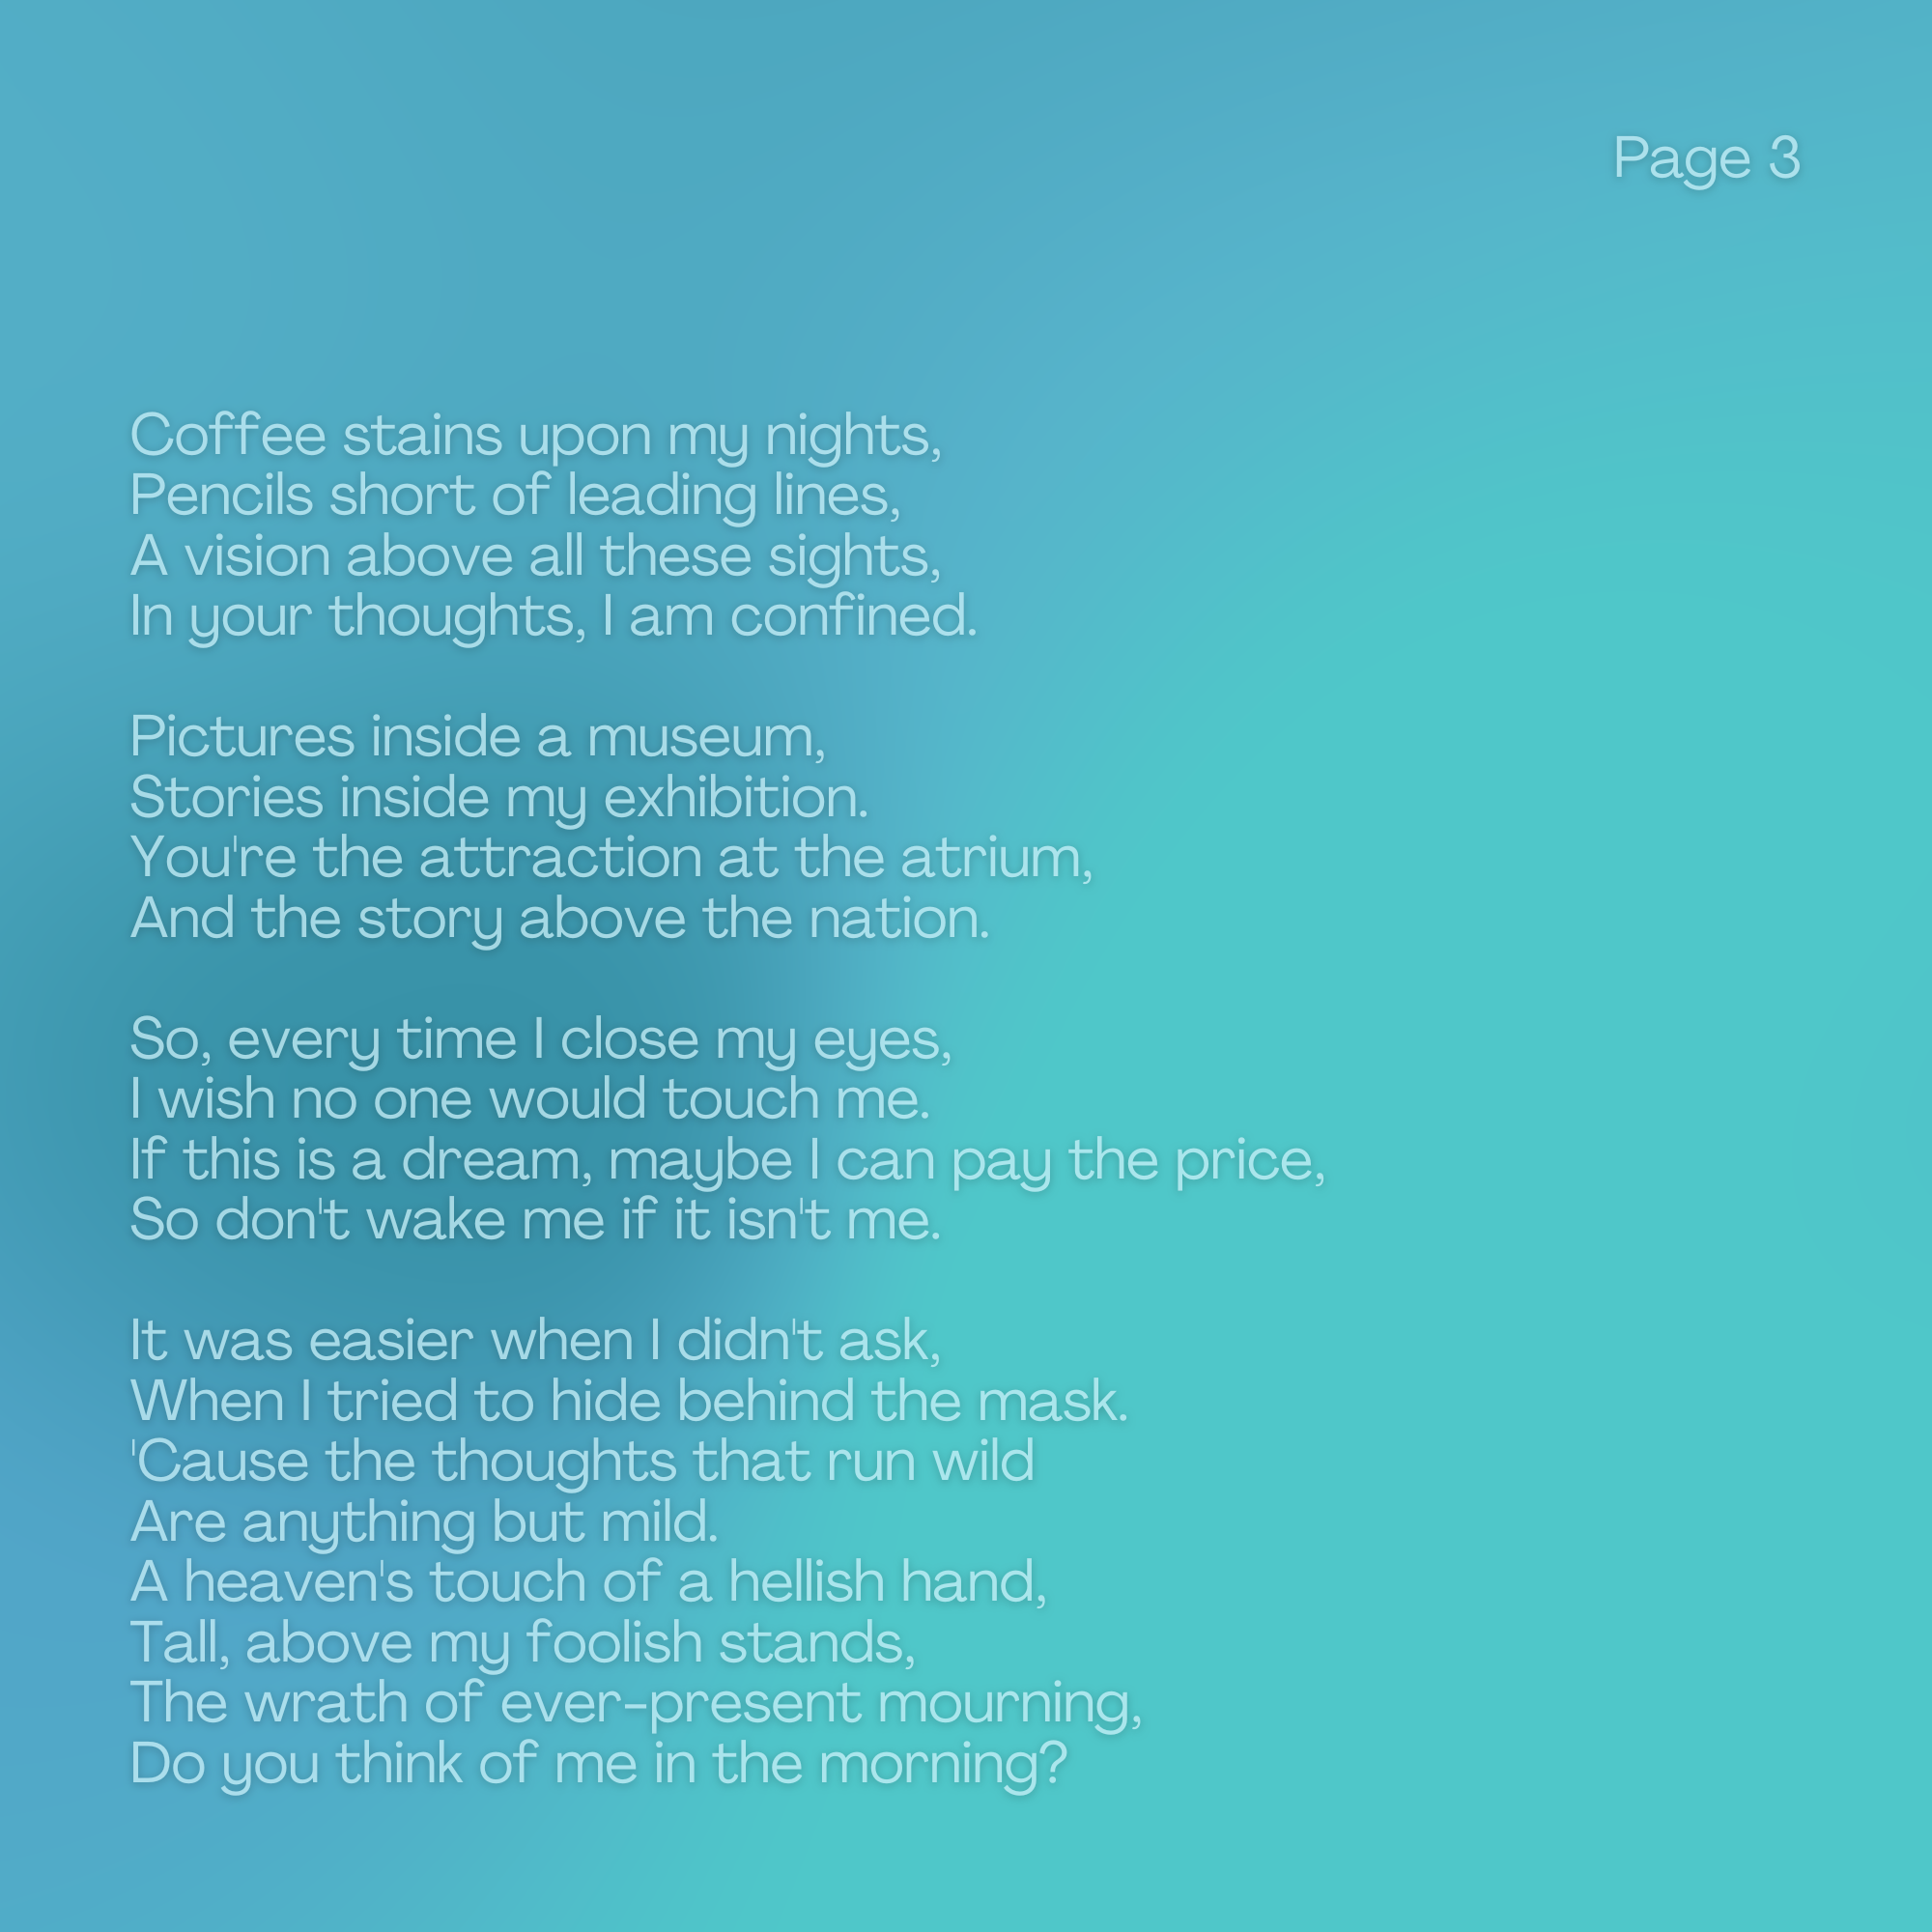 Page 3
Coffee stains upon my nights,
Pencils short of leading lines,
A vision above all these sights,
In your thoughts, I am confined.
Pictures inside a museum,
Stories inside my exhibition.
You're the attraction at the atrium,
And the story above the nation.
So, every time I close my eyes,
I wish no one would touch me.
If this is a dream, maybe I can pay the price,
So don't wake me if it isn't me.
It was easier when I didn't ask,
When I tried to hide behind the mask.
'Cause the thoughts that run wild
Are anything but mild.
A heaven's touch of a hellish hand,
Tall, above my foolish stands,
The wrath of ever-present mourning,
Do you think of me in the morning?